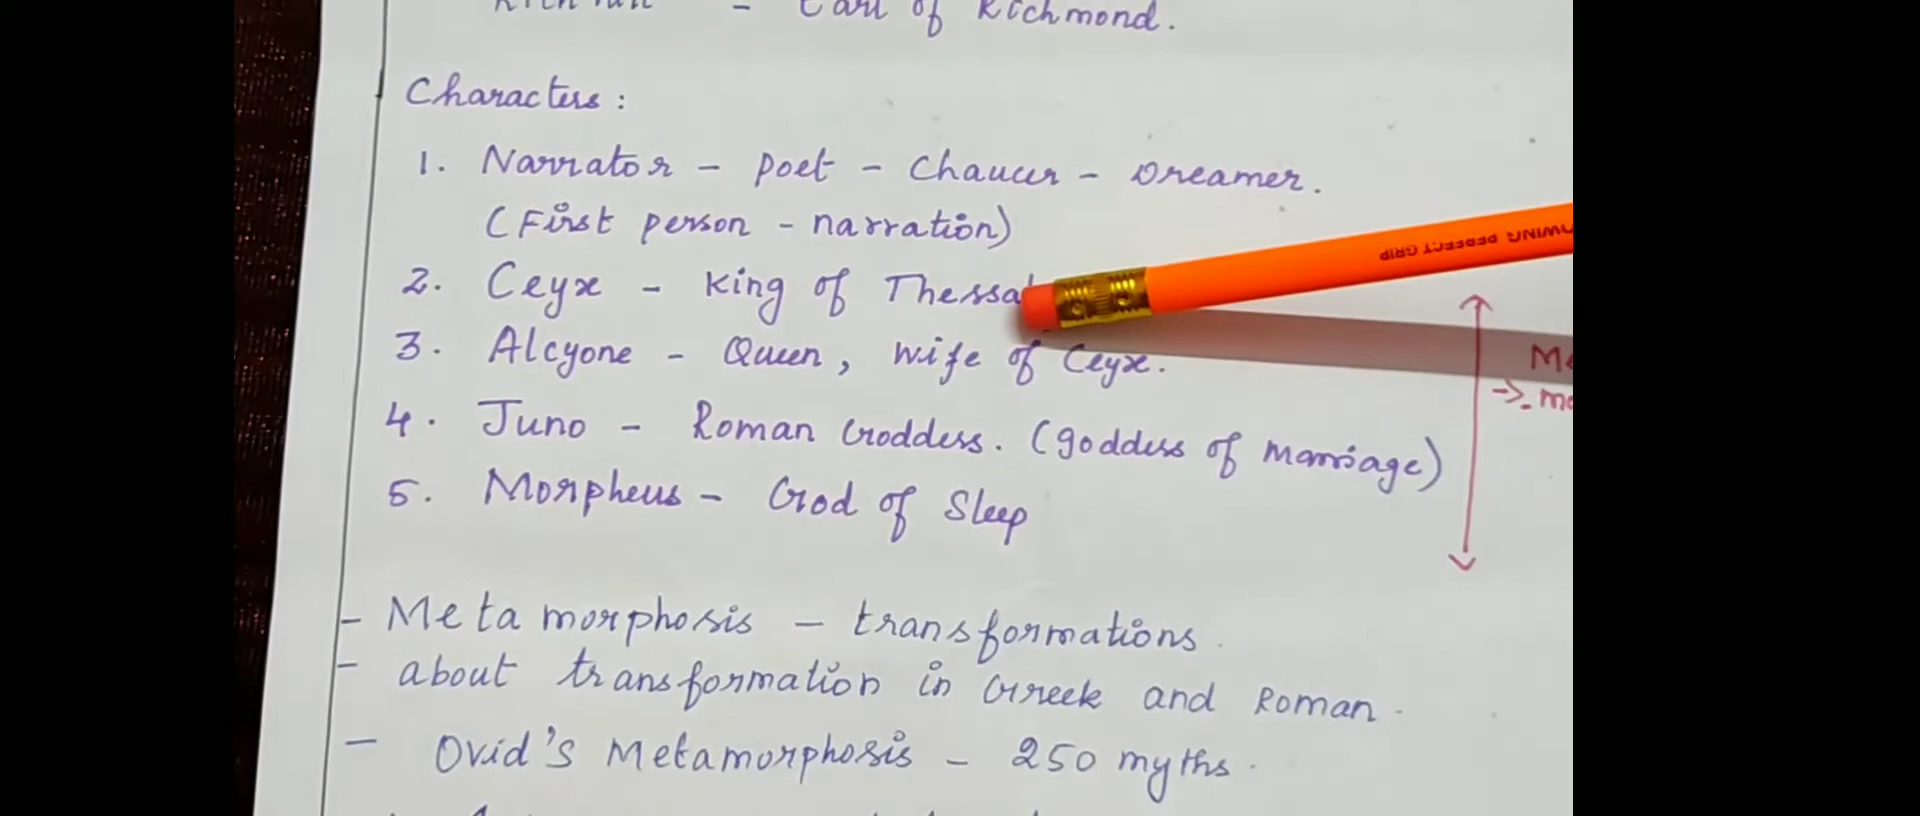 - Earl of Richmond.
Characters :
1. Narrator - poet - Chaucer - Dreamer.
(First person - narration)
2. Ceyx - King of
3. Alcyone - Queen, wife of Ceyx.
4. Juno - Roman Goddess. (goddess of Marriage)
5. Morpheus - God of Sleep
- Metamorphosis - transformations.
- about transformation in Greek and Roman.
- Ovid's Metamorphosis - 250 myths.
PERFECT GRIP